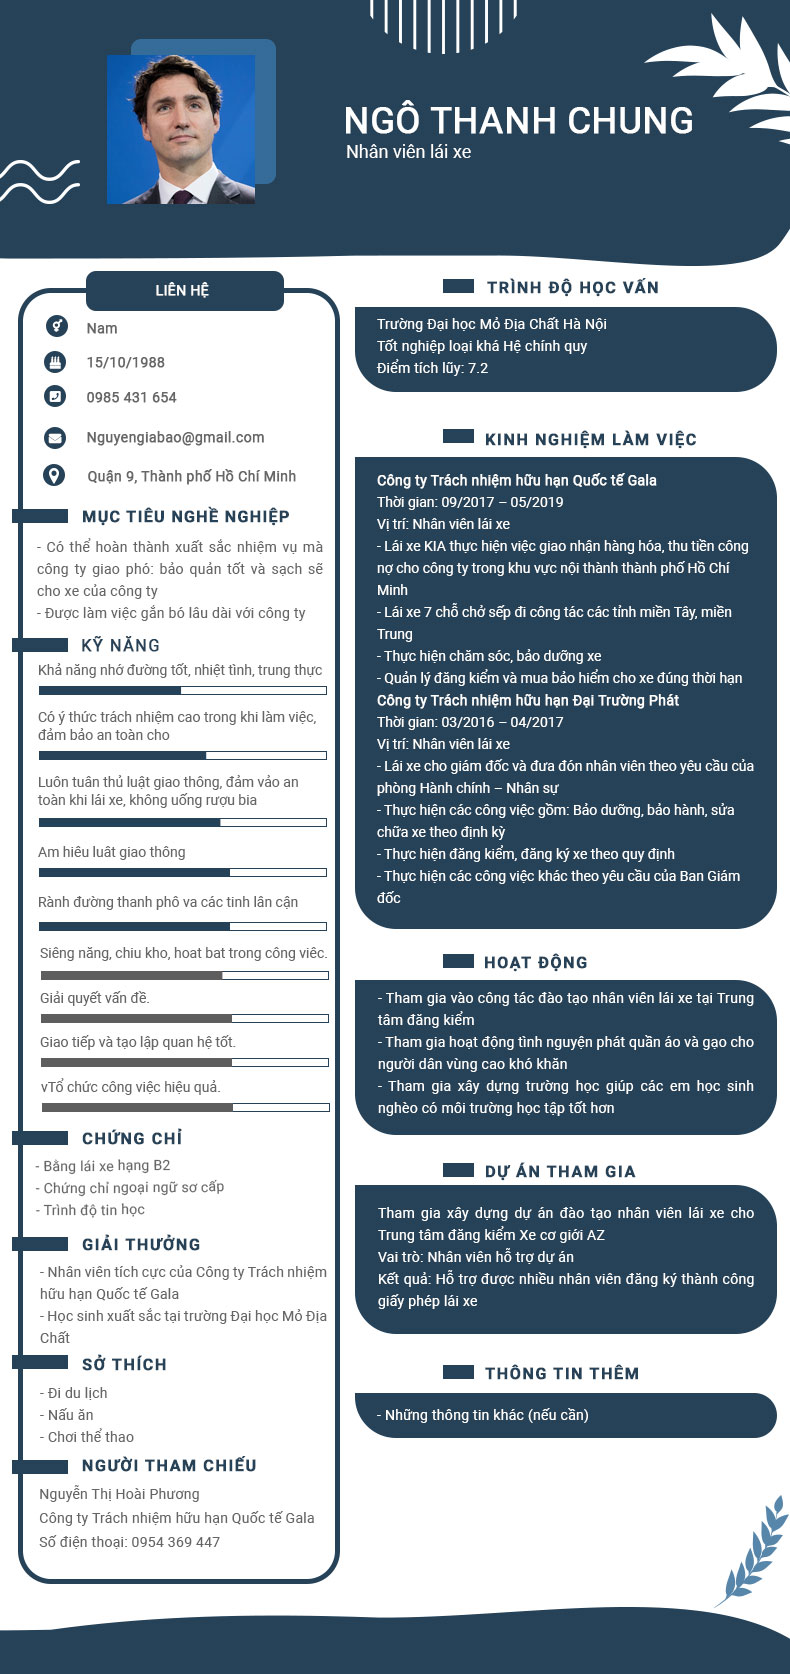 NGÔ THANH CHUNG
Nhân viên lái xe
LIÊN HỆ
Nam
15/10/1988
0985 431 654
Nguyengiabao@gmail.com
Quận 9, Thành phố Hồ Chí Minh
MỤC TIÊU NGHỀ NGHIỆP
- Có thể hoàn thành xuất sắc nhiệm vụ mà
công ty giao phó: bảo quản tốt và sạch sẽ
cho xe của công ty
- Được làm việc gắn bó lâu dài với công ty
KỸ NĂNG
Khả năng nhớ đường tốt, nhiệt tình, trung thực
Có ý thức trách nhiệm cao trong khi làm việc,
đảm bảo an toàn cho
Luôn tuân thủ luật giao thông, đảm vảo an
toàn khi lái xe, không uống rượu bia
Am hiêu luât giao thông
Rành đường thanh phô va các tinh lân cận
Siêng năng, chiu kho, hoat bat trong công viêc.
Giải quyết vấn đề.
Giao tiếp và tạo lập quan hệ tốt.
vTổ chức công việc hiệu quả.
CHỨNG CHỈ
- Bằng lái xe hạng B2
- Chứng chỉ ngoại ngữ sơ cấp
- Trình độ tin học
GIẢI THƯỞNG
- Nhân viên tích cực của Công ty Trách nhiệm
hữu hạn Quốc tế Gala
- Học sinh xuất sắc tại trường Đại học Mỏ Địa
Chất
SỞ THÍCH
- Đi du lịch
- Nấu ăn
- Chơi thể thao
NGƯỜI THAM CHIẾU
Nguyễn Thị Hoài Phương
Công ty Trách nhiệm hữu hạn Quốc tế Gala
Số điện thoại: 0954 369 447
TRÌNH ĐỘ HỌC VẤN
Trường Đại học Mỏ Địa Chất Hà Nội
Tốt nghiệp loại khá Hệ chính quy
Điểm tích lũy: 7.2
KINH NGHIỆM LÀM VIỆC
Công ty Trách nhiệm hữu hạn Quốc tế Gala
Thời gian: 09/2017 – 05/2019
Vị trí: Nhân viên lái xe
- Lái xe KIA thực hiện việc giao nhận hàng hóa, thu tiền công
nợ cho công ty trong khu vực nội thành thành phố Hồ Chí
Minh
- Lái xe 7 chỗ chở sếp đi công tác các tỉnh miền Tây, miền
Trung
- Thực hiện chăm sóc, bảo dưỡng xe
- Quản lý đăng kiểm và mua bảo hiểm cho xe đúng thời hạn
Công ty Trách nhiệm hữu hạn Đại Trường Phát
Thời gian: 03/2016 – 04/2017
Vị trí: Nhân viên lái xe
- Lái xe cho giám đốc và đưa đón nhân viên theo yêu cầu của
phòng Hành chính – Nhân sự
- Thực hiện các công việc gồm: Bảo dưỡng, bảo hành, sửa
chữa xe theo định kỳ
- Thực hiện đăng kiểm, đăng ký xe theo quy định
- Thực hiện các công việc khác theo yêu cầu của Ban Giám
đốc
HOẠT ĐỘNG
- Tham gia vào công tác đào tạo nhân viên lái xe tại Trung
tâm đăng kiểm
- Tham gia hoạt động tình nguyện phát quần áo và gạo cho
người dân vùng cao khó khăn
- Tham gia xây dựng trường học giúp các em học sinh
nghèo có môi trường học tập tốt hơn
DỰ ÁN THAM GIA
Tham gia xây dựng dự án đào tạo nhân viên lái xe cho
Trung tâm đăng kiểm Xe cơ giới AZ
Vai trò: Nhân viên hỗ trợ dự án
Kết quả: Hỗ trợ được nhiều nhân viên đăng ký thành công
giấy phép lái xe
THÔNG TIN THÊM
- Những thông tin khác (nếu cần)